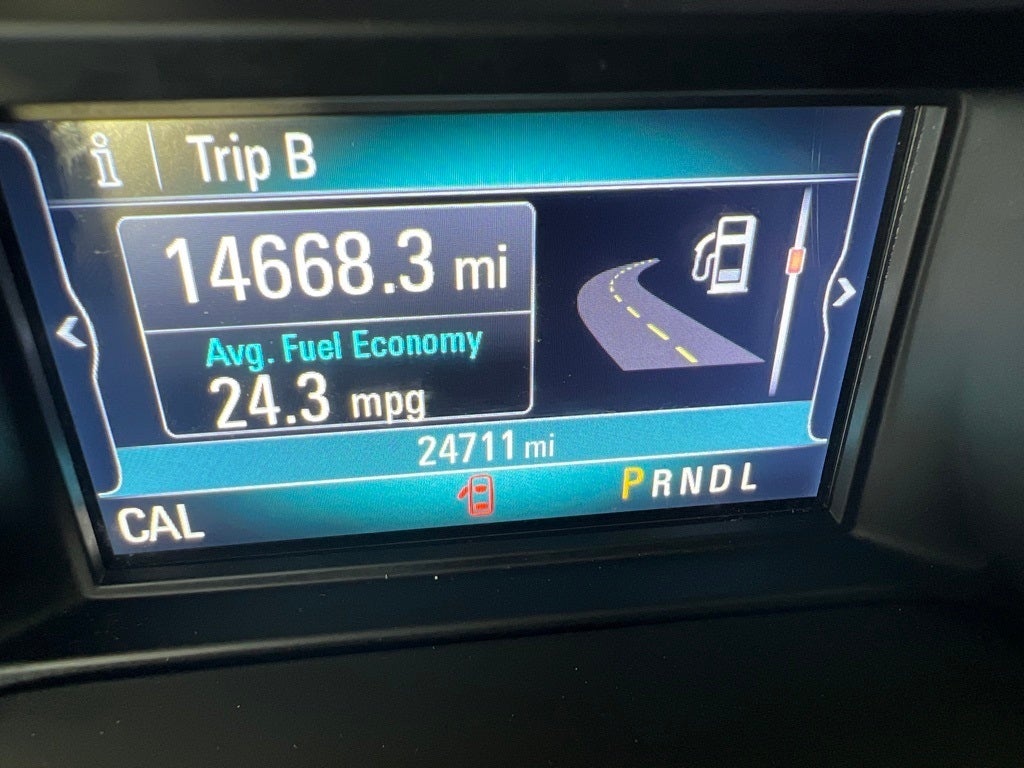 i Trip B
14668.3 mi
Avg. Fuel Economy
24.3 mpg
24711 mi
CAL PRNDL